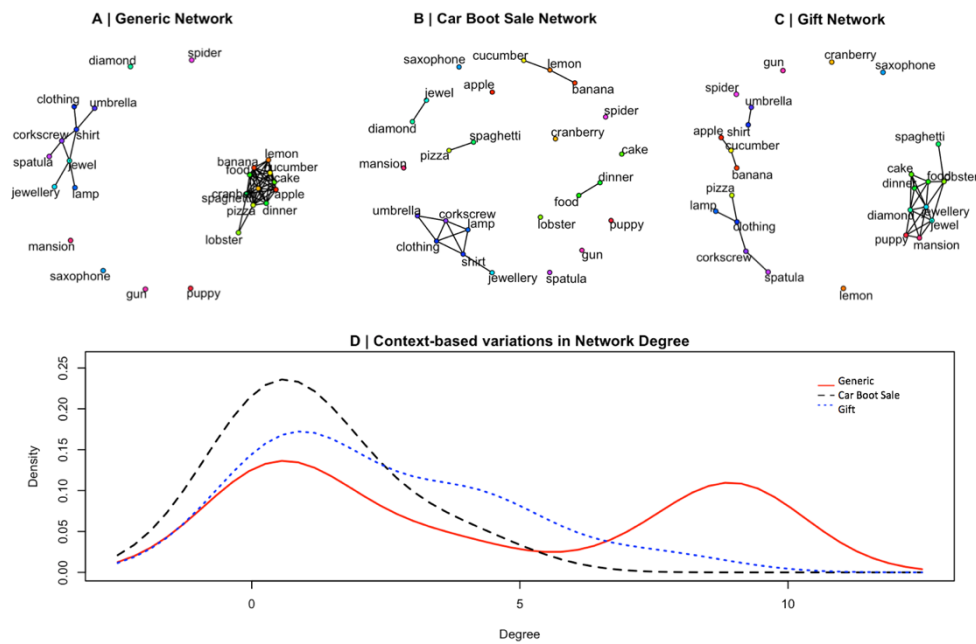 A | Generic Network
diamond
spider
clothing
umbrella
corkscrew
shirt
spatula
jewel
jewellery
lamp
lemon
banana
cucumber
food
cake
cranberry
apple
spaghetti
pizza
dinner
lobster
mansion
saxophone
gun
puppy
B | Car Boot Sale Network
cucumber
saxophone
lemon
apple
banana
jewel
spider
diamond
spaghetti
cranberry
pizza
cake
mansion
dinner
food
umbrella
corkscrew
lamp
lobster
puppy
clothing
shirt
gun
jewellery
spatula
C | Gift Network
cranberry
gun
saxophone
spider
umbrella
apple
shirt
cucumber
spaghetti
banana
cake
food
lobster
dinner
pizza
lamp
diamond
jewellery
clothing
jewel
puppy
mansion
corkscrew
spatula
lemon
D | Context-based variations in Network Degree
0.25
0.20
0.15
0.10
0.05
0.00
Density
Generic
Car Boot Sale
Gift
0
5
10
Degree